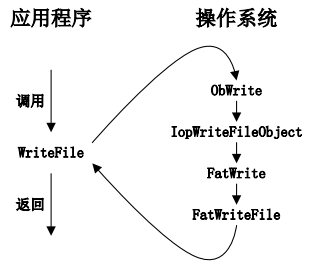 应用程序
操作系统
调用
WriteFile
返回
ObWrite
IopWriteFileObject
FatWrite
FatWriteFile